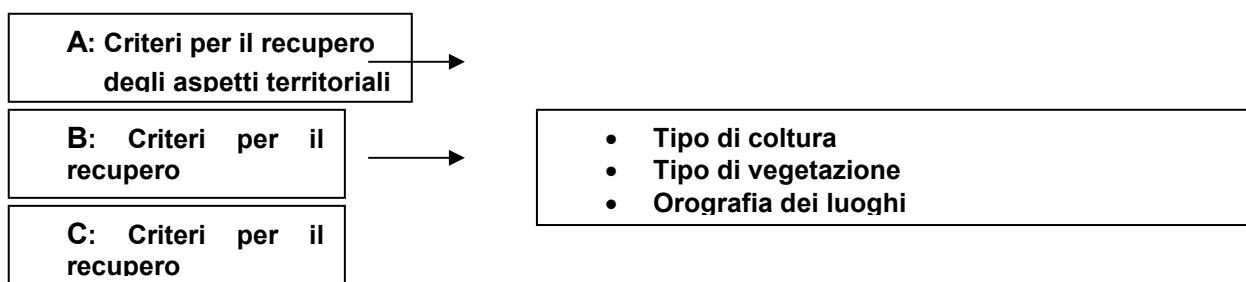 A: Criteri per il recupero
degli aspetti territoriali
B: Criteri per il
recupero
• Tipo di coltura
• Tipo di vegetazione
• Orografia dei luoghi
C: Criteri per il
recupero